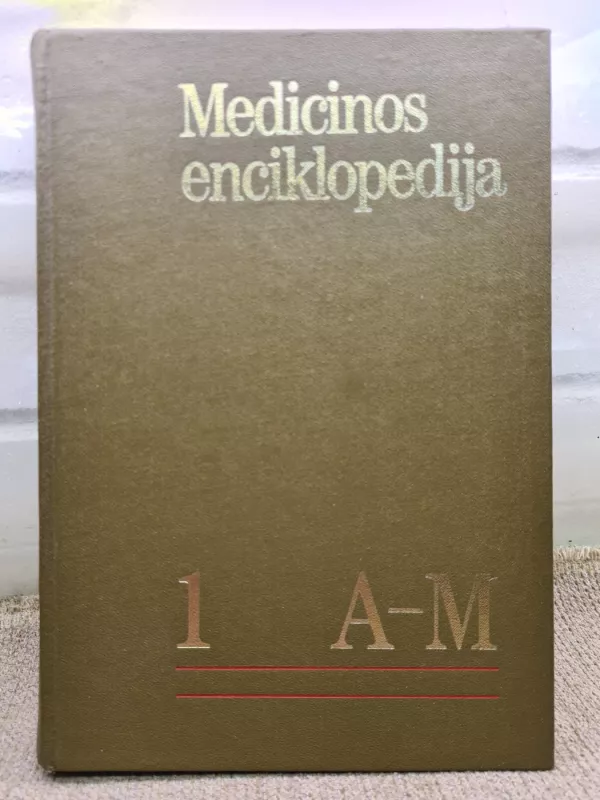 Medicinos
enciklopedija
1 A–M